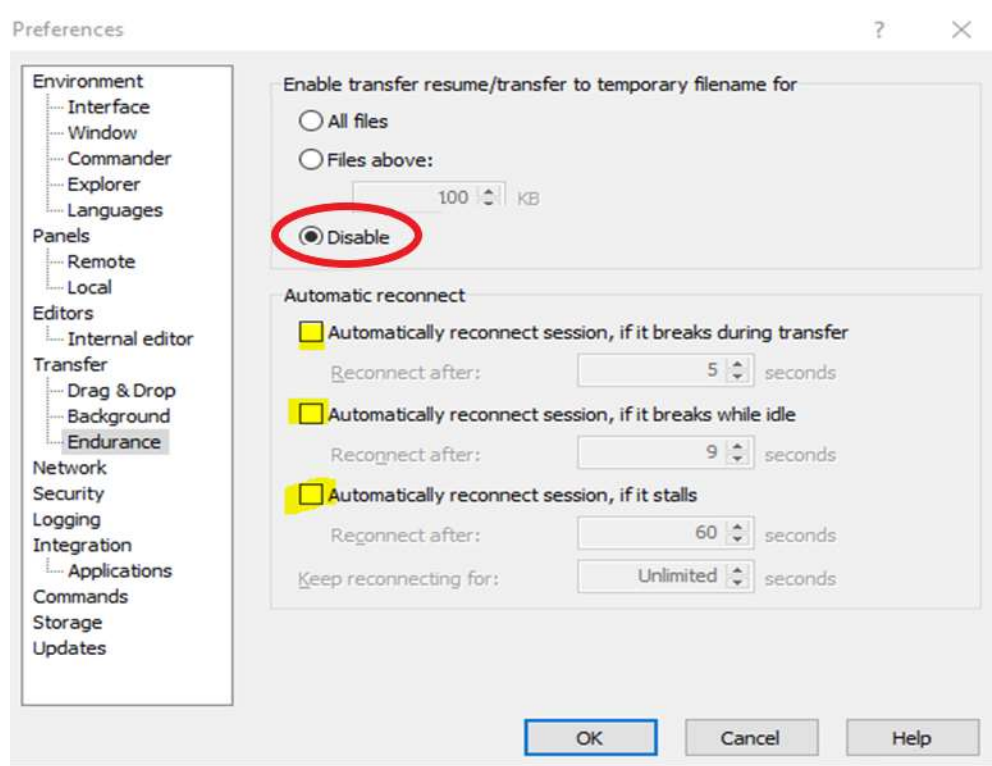 Preferences
?
Environment
Interface
Window
Commander
Explorer
Languages
Panels
Remote
Local
Editors
Internal editor
Transfer
Drag & Drop
Background
Endurance
Network
Security
Logging
Integration
Applications
Commands
Storage
Updates
Enable transfer resume/transfer to temporary filename for
All files
Files above:
100 KB
Disable
Automatic reconnect
Automatically reconnect session, if it breaks during transfer
Reconnect after: 5 seconds
Automatically reconnect session, if it breaks while idle
Reconnect after: 9 seconds
Automatically reconnect session, if it stalls
Reconnect after: 60 seconds
Keep reconnecting for: Unlimited seconds
OK Cancel Help